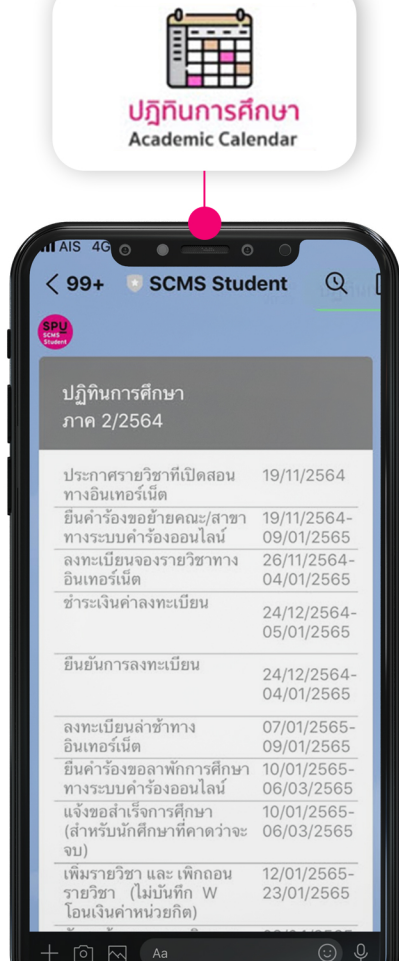 ปฏิทินการศึกษา
Academic Calendar
AIS 4G
99+ SCMS Student
SPU
SCMS
Student
ปฏิทินการศึกษา
ภาค 2/2564
ประกาศรายวิชาที่เปิดสอน 19/11/2564
ทางอินเทอร์เน็ต
ยื่นคำร้องขอย้ายคณะ/สาขา 19/11/2564-
ทางระบบคำร้องออนไลน์ 09/01/2565
ลงทะเบียนจองรายวิชาทาง 26/11/2564-
อินเทอร์เน็ต 04/01/2565
ชำระเงินค่าลงทะเบียน
24/12/2564-
05/01/2565
ยืนยันการลงทะเบียน
24/12/2564-
04/01/2565
ลงทะเบียนล่าช้าทาง 07/01/2565-
อินเทอร์เน็ต 09/01/2565
ยื่นคำร้องขอลาพักการศึกษา 10/01/2565-
ทางระบบคำร้องออนไลน์ 06/03/2565
แจ้งขอสำเร็จการศึกษา 10/01/2565-
(สำหรับนักศึกษาที่คาดว่าจะ 06/03/2565
จบ)
เพิ่มรายวิชา และ เพิกถอน 12/01/2565-
รายวิชา (ไม่บันทึก W 23/01/2565
โอนเงินค่าหน่วยกิต)
Aa